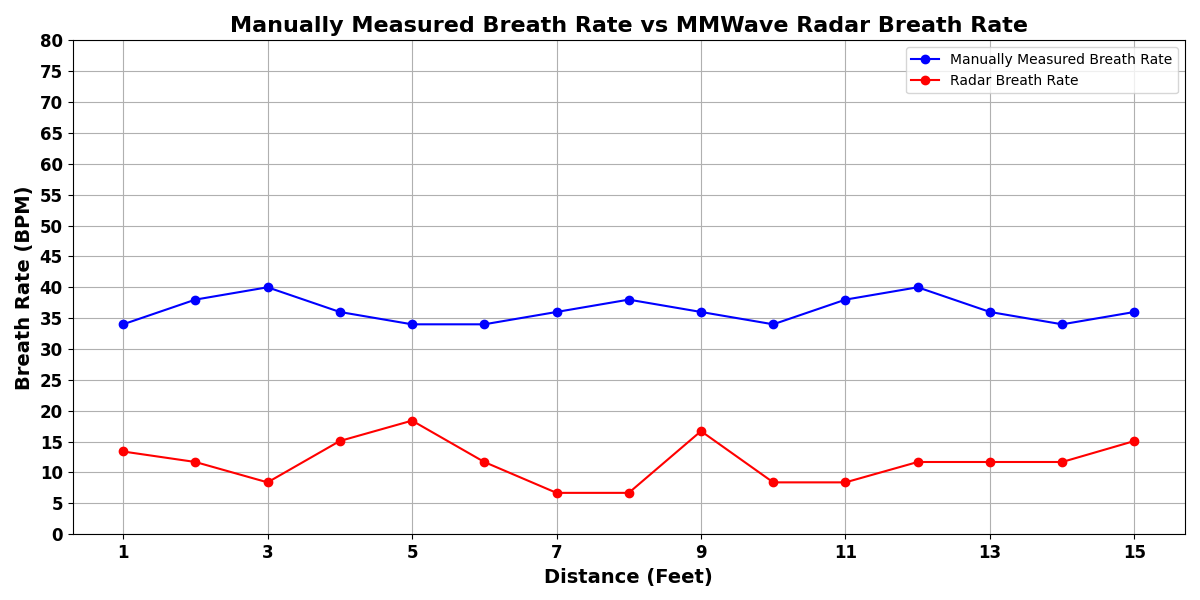 Manually Measured Breath Rate vs MMWave Radar Breath Rate
Manually Measured Breath Rate
Radar Breath Rate
Breath Rate (BPM)
80
75
70
65
60
55
50
45
40
35
30
25
20
15
10
5
0
1 3 5 7 9 11 13 15
Distance (Feet)